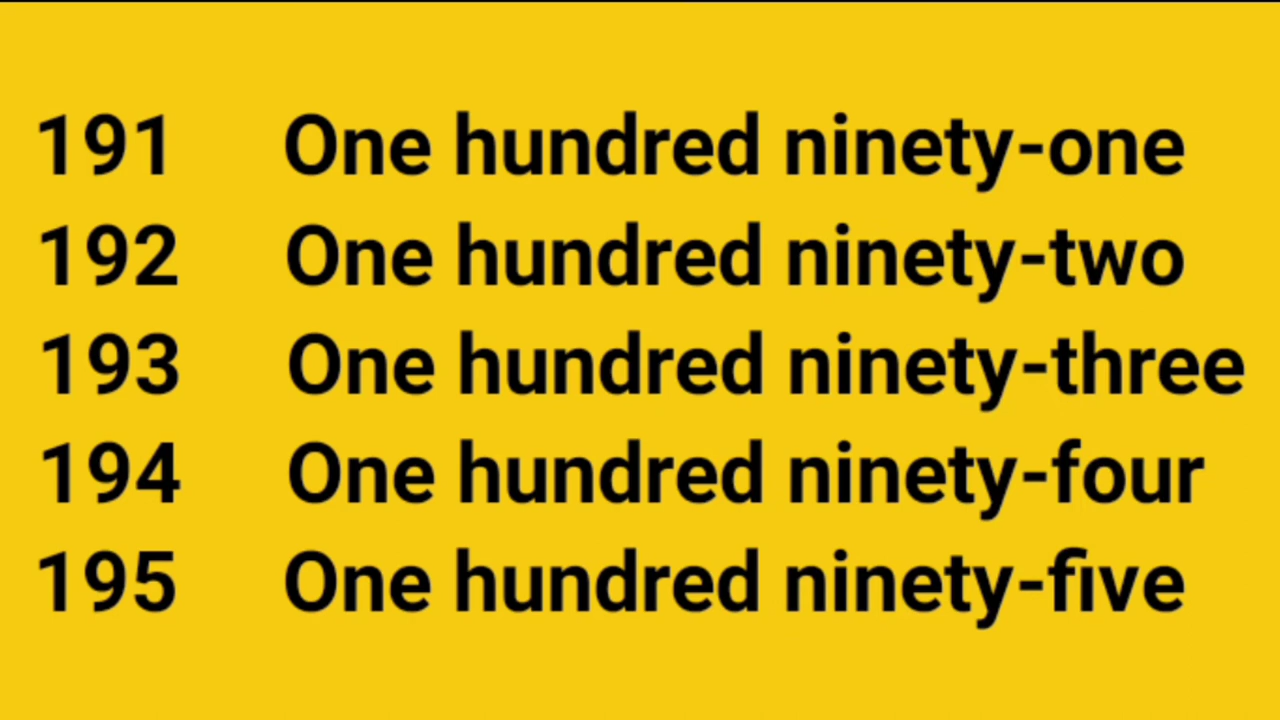 191 One hundred ninety-one
192 One hundred ninety-two
193 One hundred ninety-three
194 One hundred ninety-four
195 One hundred ninety-five